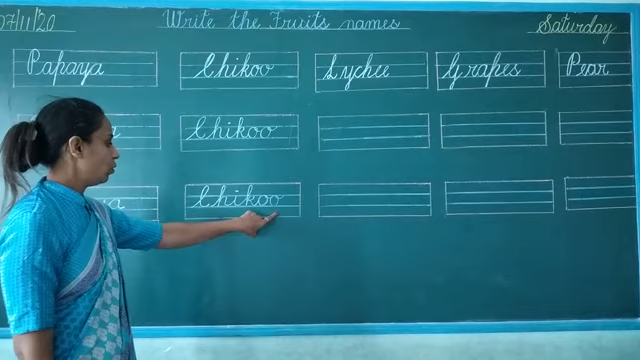 07/11/20 Write the Fruits names Saturday
Papaya Chikoo Lychee Grapes Pear
Chikoo
Chikoo